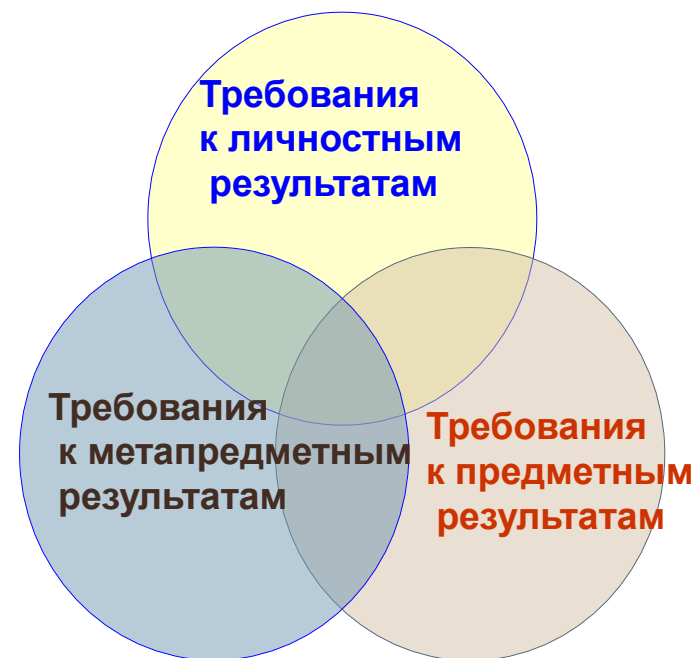 Требования
к личностным
результатам
Требования
к метапредметным
результатам
Требования
к предметным
результатам